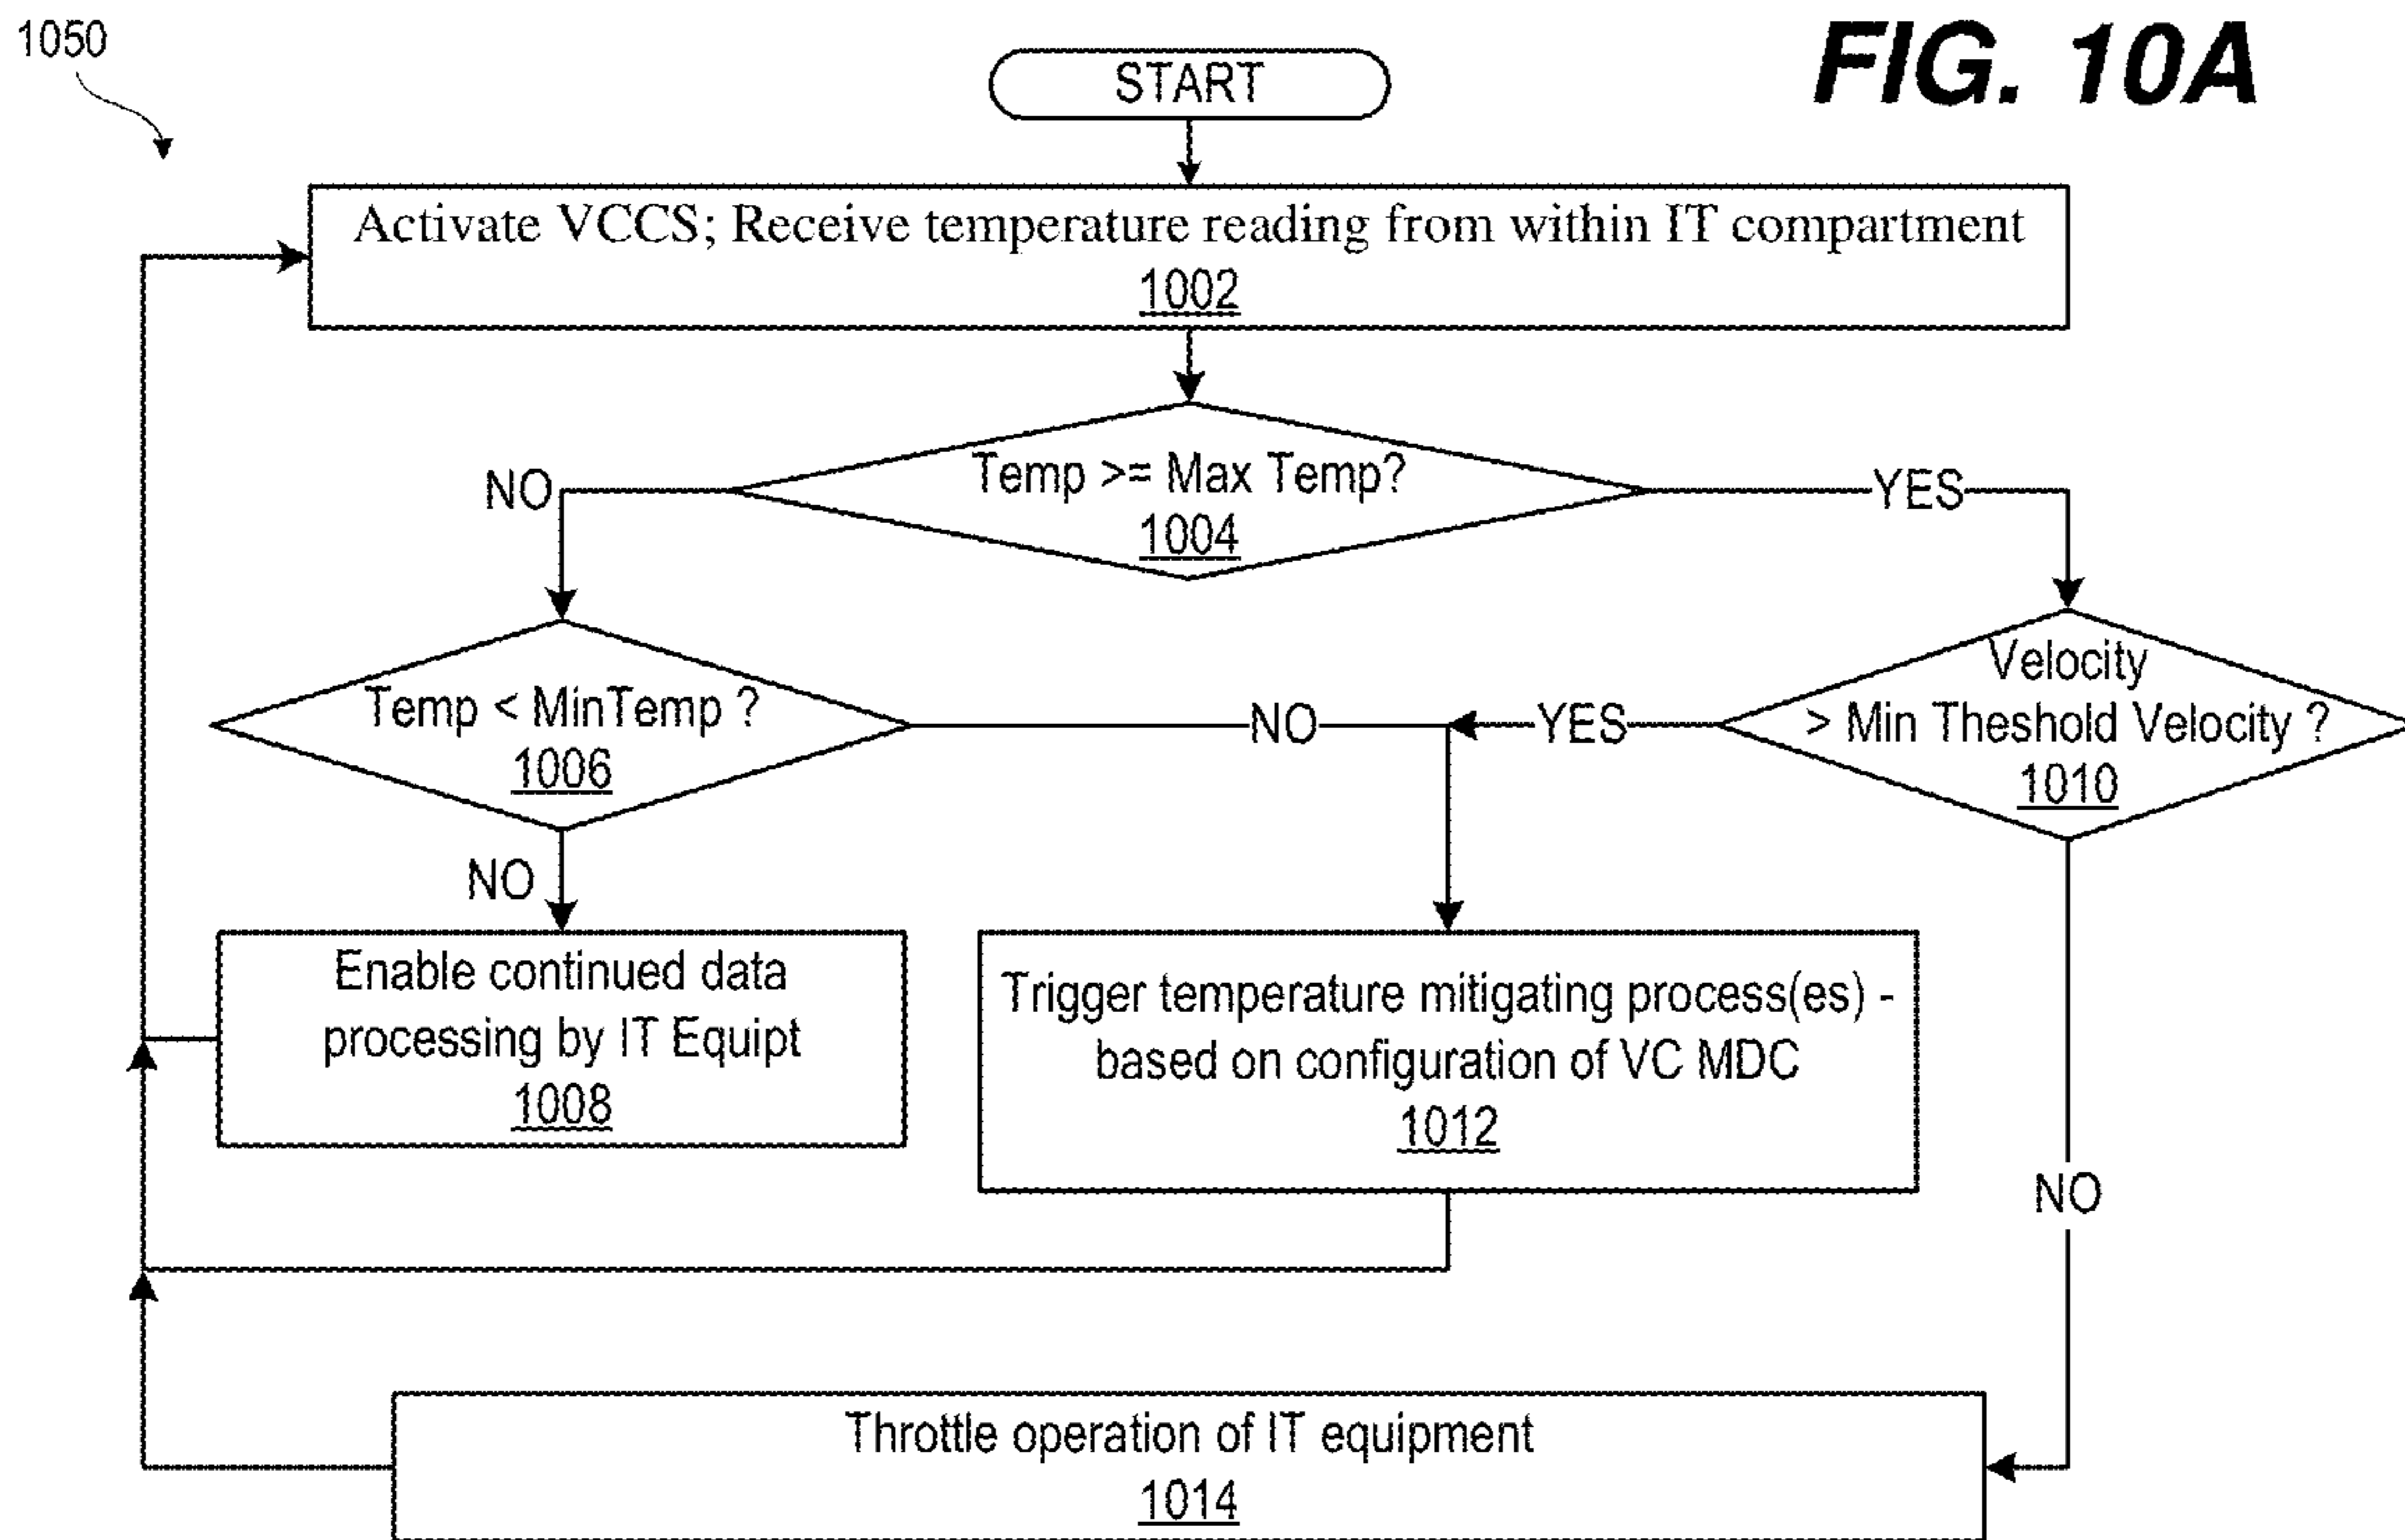 1050
FIG. 10A
START
Activate VCCS; Receive temperature reading from within IT compartment
1002
Temp >= Max Temp?
1004
NO
YES
Temp < MinTemp ?
1006
NO
YES
Velocity
> Min Theshold Velocity ?
1010
NO
Enable continued data
processing by IT Equipt
1008
Trigger temperature mitigating process(es) -
based on configuration of VC MDC
1012
NO
Throttle operation of IT equipment
1014